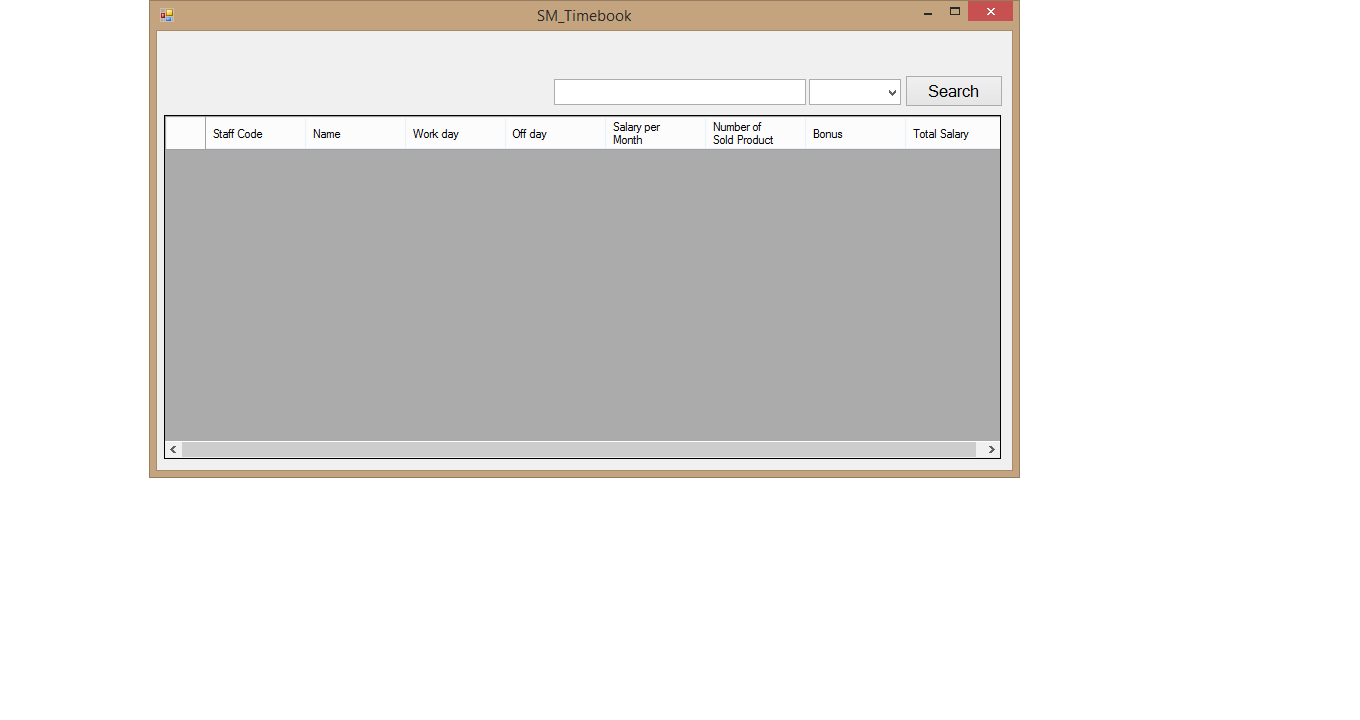 SM_Timebook
Search
Staff Code
Name
Work day
Off day
Salary per
Month
Number of
Sold Product
Bonus
Total Salary